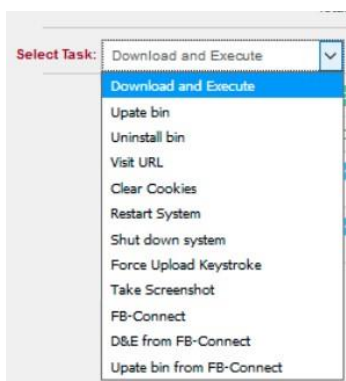 Select Task: Download and Execute
Download and Execute
Upate bin
Uninstall bin
Visit URL
Clear Cookies
Restart System
Shut down system
Force Upload Keystroke
Take Screenshot
FB-Connect
D&E from FB-Connect
Upate bin from FB-Connect